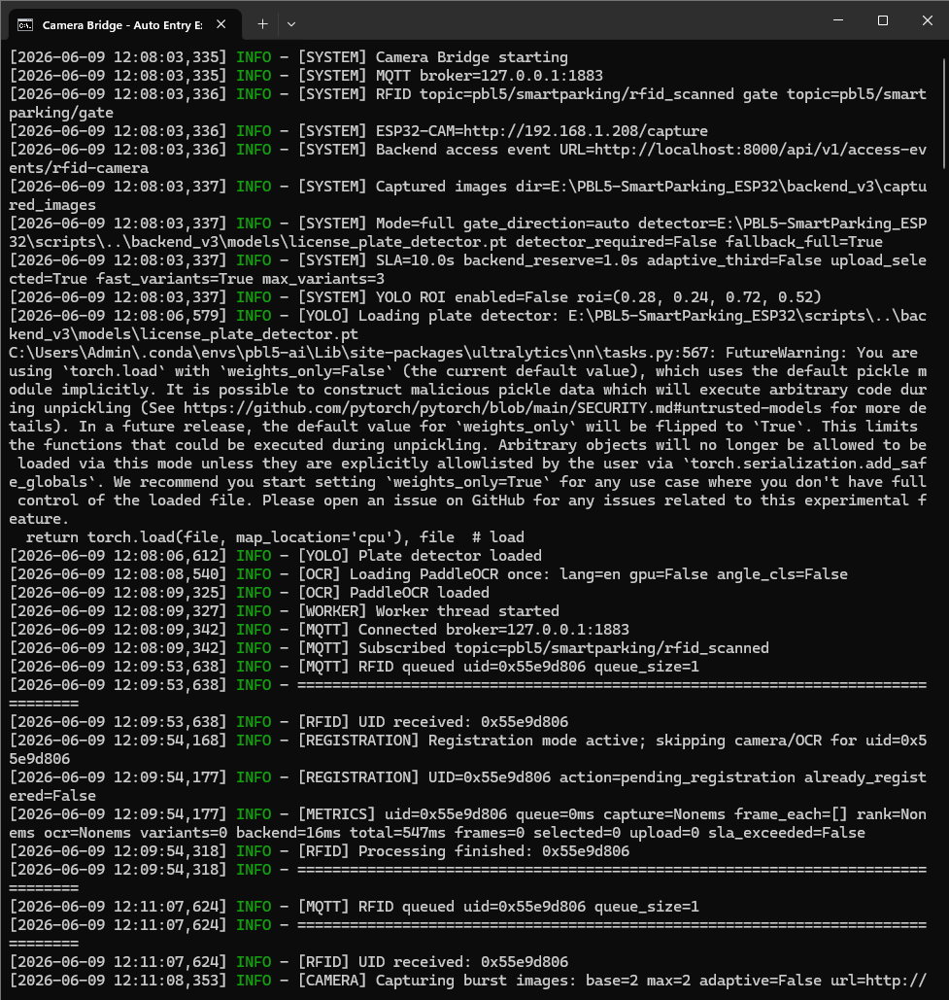 Camera Bridge - Auto Entry E:
[2026-06-09 12:08:03,335] INFO - [SYSTEM] Camera Bridge starting
[2026-06-09 12:08:03,335] INFO - [SYSTEM] MQTT broker=127.0.0.1:1883
[2026-06-09 12:08:03,336] INFO - [SYSTEM] RFID topic=pbl5/smartparking/rfid_scanned gate topic=pbl5/smart
parking/gate
[2026-06-09 12:08:03,336] INFO - [SYSTEM] ESP32-CAM=http://192.168.1.208/capture
[2026-06-09 12:08:03,336] INFO - [SYSTEM] Backend access event URL=http://localhost:8000/api/v1/access-ev
ents/rfid-camera
[2026-06-09 12:08:03,337] INFO - [SYSTEM] Captured images dir=E:\PBL5-SmartParking_ESP32\backend_v3\captu
red_images
[2026-06-09 12:08:03,337] INFO - [SYSTEM] Mode=full gate_direction=auto detector=E:\PBL5-SmartParking_ESP
32\scripts\..\backend_v3\models\license_plate_detector.pt detector_required=False fallback_full=True
[2026-06-09 12:08:03,337] INFO - [SYSTEM] SLA=10.0s backend_reserve=1.0s adaptive_third=False upload_sele
cted=True fast_variants=True max_variants=3
[2026-06-09 12:08:03,337] INFO - [SYSTEM] YOLO ROI enabled=False roi=(0.28, 0.24, 0.72, 0.52)
[2026-06-09 12:08:06,579] INFO - [YOLO] Loading plate detector: E:\PBL5-SmartParking_ESP32\scripts\..\bac
kend_v3\models\license_plate_detector.pt
C:\Users\Admin\.conda\envs\pbl5-ai\Lib\site-packages\ultralytics\nn\tasks.py:567: FutureWarning: You are
using `torch.load` with `weights_only=False` (the current default value), which uses the default pickle m
odule implicitly. It is possible to construct malicious pickle data which will execute arbitrary code dur
ing unpickling (See https://github.com/pytorch/pytorch/blob/main/SECURITY.md#untrusted-models for more de
tails). In a future release, the default value for `weights_only` will be flipped to `True`. This limits
the functions that could be executed during unpickling. Arbitrary objects will no longer be allowed to be
 loaded via this mode unless they are explicitly allowlisted by the user via `torch.serialization.add_saf
e_globals`. We recommend you start setting `weights_only=True` for any use case where you don't have full
 control of the loaded file. Please open an issue on GitHub for any issues related to this experimental f
eature.
  return torch.load(file, map_location='cpu'), file  # load
[2026-06-09 12:08:06,612] INFO - [YOLO] Plate detector loaded
[2026-06-09 12:08:08,540] INFO - [OCR] Loading PaddleOCR once: lang=en gpu=False angle_cls=False
[2026-06-09 12:08:09,325] INFO - [OCR] PaddleOCR loaded
[2026-06-09 12:08:09,327] INFO - [WORKER] Worker thread started
[2026-06-09 12:08:09,342] INFO - [MQTT] Connected broker=127.0.0.1:1883
[2026-06-09 12:08:09,342] INFO - [MQTT] Subscribed topic=pbl5/smartparking/rfid_scanned
[2026-06-09 12:09:53,638] INFO - [MQTT] RFID queued uid=0x55e9d806 queue_size=1
[2026-06-09 12:09:53,638] INFO - ========================================================================
========
[2026-06-09 12:09:53,638] INFO - [RFID] UID received: 0x55e9d806
[2026-06-09 12:09:54,168] INFO - [REGISTRATION] Registration mode active; skipping camera/OCR for uid=0x5
5e9d806
[2026-06-09 12:09:54,177] INFO - [REGISTRATION] UID=0x55e9d806 action=pending_registration already_regist
ered=False
[2026-06-09 12:09:54,177] INFO - [METRICS] uid=0x55e9d806 queue=0ms capture=Nonems frame_each=[] rank=Non
ems ocr=Nonems variants=0 backend=16ms total=547ms frames=0 selected=0 upload=0 sla_exceeded=False
[2026-06-09 12:09:54,318] INFO - [RFID] Processing finished: 0x55e9d806
[2026-06-09 12:09:54,318] INFO - ========================================================================
========
[2026-06-09 12:11:07,624] INFO - [MQTT] RFID queued uid=0x55e9d806 queue_size=1
[2026-06-09 12:11:07,624] INFO - ========================================================================
========
[2026-06-09 12:11:07,624] INFO - [RFID] UID received: 0x55e9d806
[2026-06-09 12:11:08,353] INFO - [CAMERA] Capturing burst images: base=2 max=2 adaptive=False url=http://